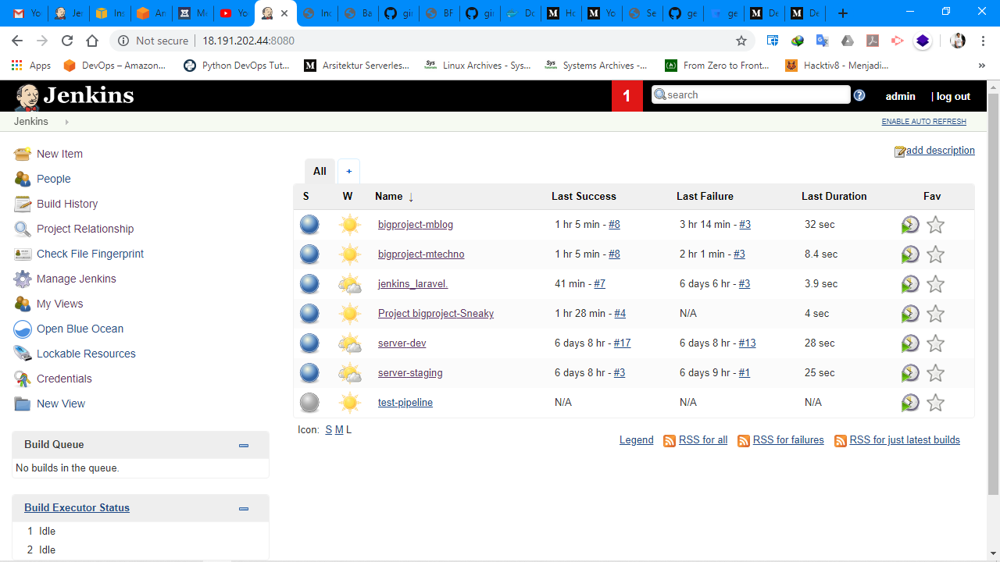 Yo
Jer
Ins
Am
Me
Yo
Inc
Ba
gin
BF
gi
Do
Ho
Yo
Se
ge
ge
De
De
Not secure 18.191.202.44:8080
Apps DevOps – Amazon... Python DevOps Tut... Arsitektur Serverles... Linux Archives - Sys... Systems Archives -... From Zero to Front... Hacktiv8 - Menjadi... »
Jenkins 1 search admin | log out
Jenkins ENABLE AUTO REFRESH
New Item
People
Build History
Project Relationship
Check File Fingerprint
Manage Jenkins
My Views
Open Blue Ocean
Lockable Resources
Credentials
New View
Build Queue
No builds in the queue.
Build Executor Status
1 Idle
2 Idle
add description
All +
S W Name ↓ Last Success Last Failure Last Duration Fav
bigproject-mblog 1 hr 5 min - #8 3 hr 14 min - #3 32 sec
bigproject-mtechno 1 hr 5 min - #8 2 hr 1 min - #3 8.4 sec
jenkins_laravel. 41 min - #7 6 days 6 hr - #3 3.9 sec
Project bigproject-Sneaky 1 hr 28 min - #4 N/A 4 sec
server-dev 6 days 8 hr - #17 6 days 8 hr - #13 28 sec
server-staging 6 days 8 hr - #3 6 days 9 hr - #1 25 sec
test-pipeline N/A N/A N/A
Icon: S M L
Legend RSS for all RSS for failures RSS for just latest builds